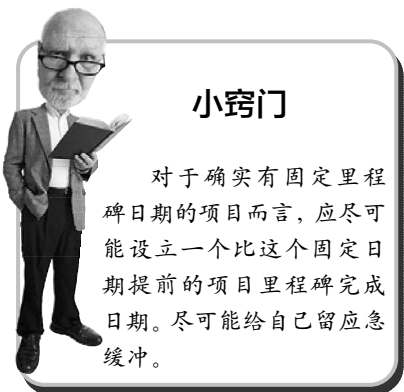 小窍门
对于确实有固定里程
碑日期的项目而言，应尽可
能设立一个比这个固定日
期提前的项目里程碑完成
日期。尽可能给自己留应急
缓冲。